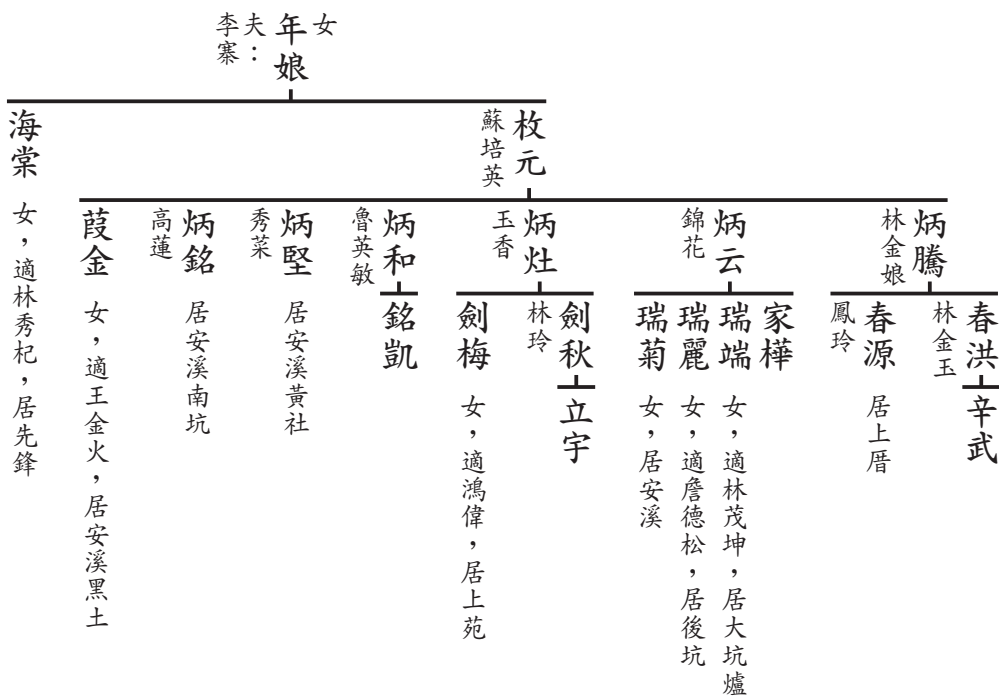 女
年娘
夫：
李寨
枚元
蘇培英
海棠
女，適林秀杞，居先鋒
炳騰
林金娘
炳云
錦花
炳灶
玉香
炳和
魯英敏
炳堅
秀菜
居安溪黃社
炳銘
高蓮
居安溪南坑
葭金
女，適王金火，居安溪黑土
春洪
林金玉
辛武
春源
鳳玲
居上厝
家樺
瑞端
女，適林茂坤，居大坑爐
瑞麗
女，適詹德松，居後坑
瑞菊
女，居安溪
劍秋
林玲
立宇
劍梅
女，適鴻偉，居上苑
銘凱